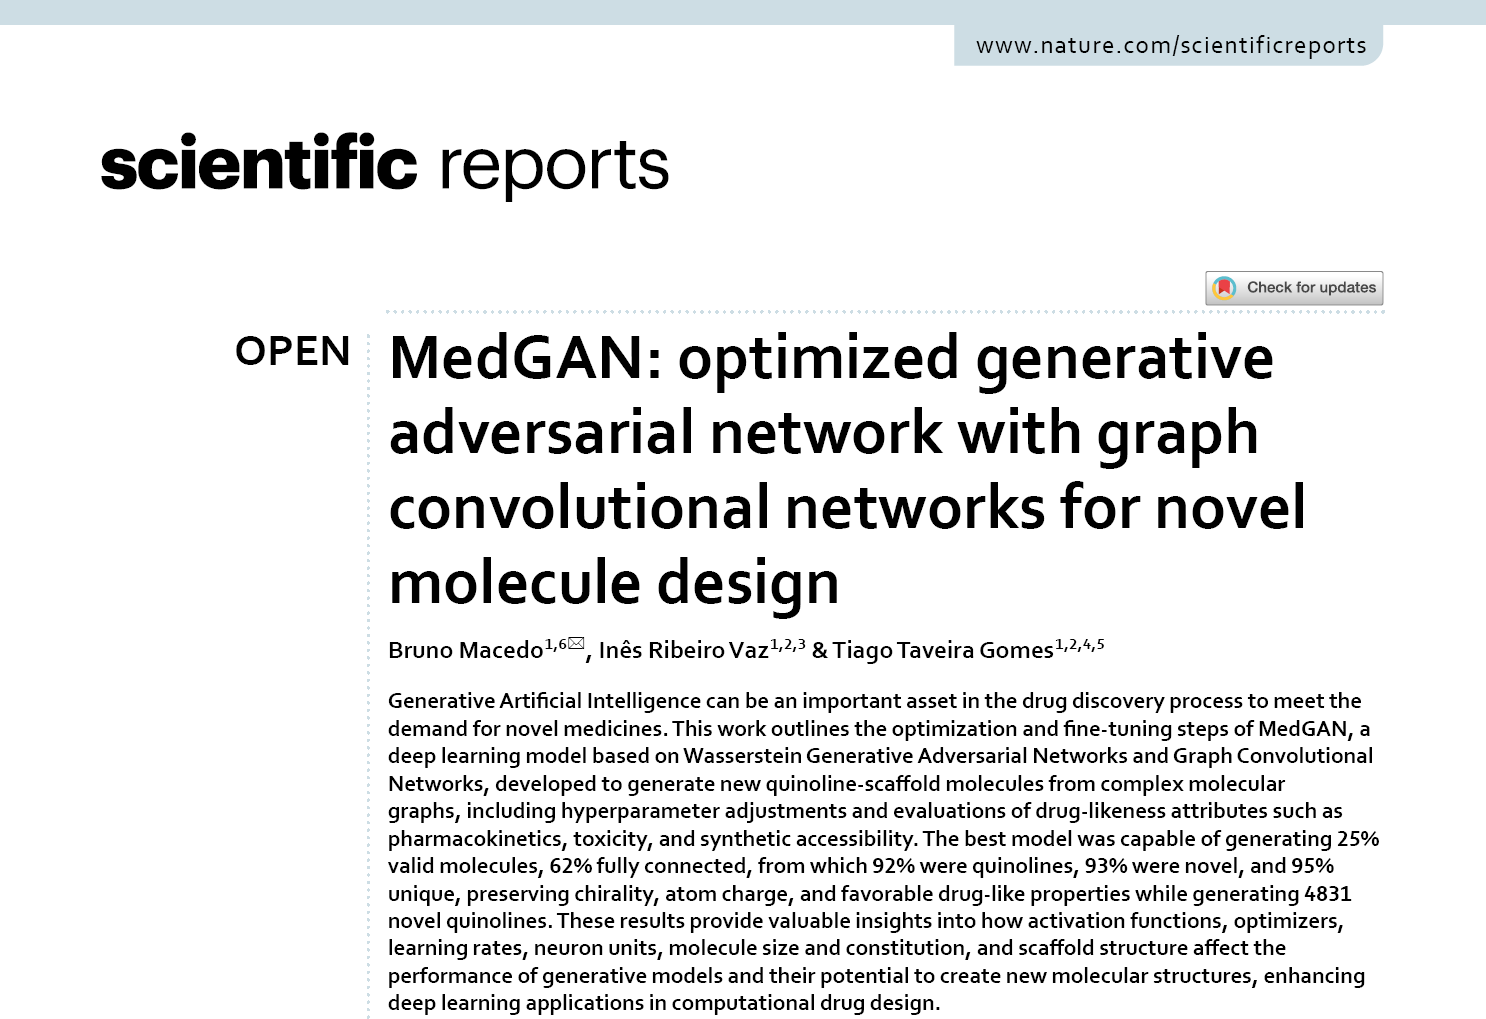 www.nature.com/scientificreports
scientific reports
Check for updates
OPEN
MedGAN: optimized generative
adversarial network with graph
convolutional networks for novel
molecule design
Bruno Macedo1,6✉, Inês Ribeiro Vaz1,2,3 & Tiago Taveira Gomes1,2,4,5
Generative Artificial Intelligence can be an important asset in the drug discovery process to meet the
demand for novel medicines. This work outlines the optimization and fine-tuning steps of MedGAN, a
deep learning model based on Wasserstein Generative Adversarial Networks and Graph Convolutional
Networks, developed to generate new quinoline-scaffold molecules from complex molecular
graphs, including hyperparameter adjustments and evaluations of drug-likeness attributes such as
pharmacokinetics, toxicity, and synthetic accessibility. The best model was capable of generating 25%
valid molecules, 62% fully connected, from which 92% were quinolines, 93% were novel, and 95%
unique, preserving chirality, atom charge, and favorable drug-like properties while generating 4831
novel quinolines. These results provide valuable insights into how activation functions, optimizers,
learning rates, neuron units, molecule size and constitution, and scaffold structure affect the
performance of generative models and their potential to create new molecular structures, enhancing
deep learning applications in computational drug design.